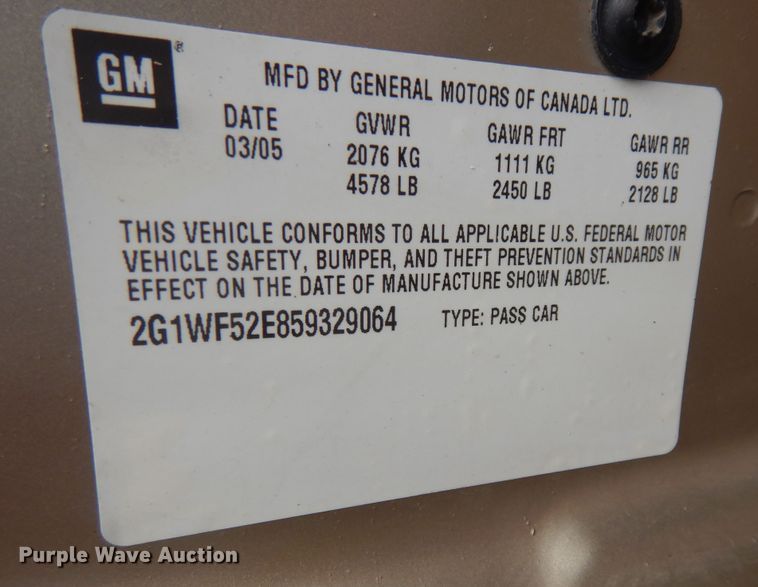 GM
MFD BY GENERAL MOTORS OF CANADA LTD.
DATE GVWR GAWR FRT GAWR RR
03/05 2076 KG 1111 KG 965 KG
4578 LB 2450 LB 2128 LB
THIS VEHICLE CONFORMS TO ALL APPLICABLE U.S. FEDERAL MOTOR
VEHICLE SAFETY, BUMPER, AND THEFT PREVENTION STANDARDS IN
EFFECT ON THE DATE OF MANUFACTURE SHOWN ABOVE.
2G1WF52E859329064 TYPE: PASS CAR
Purple Wave Auction